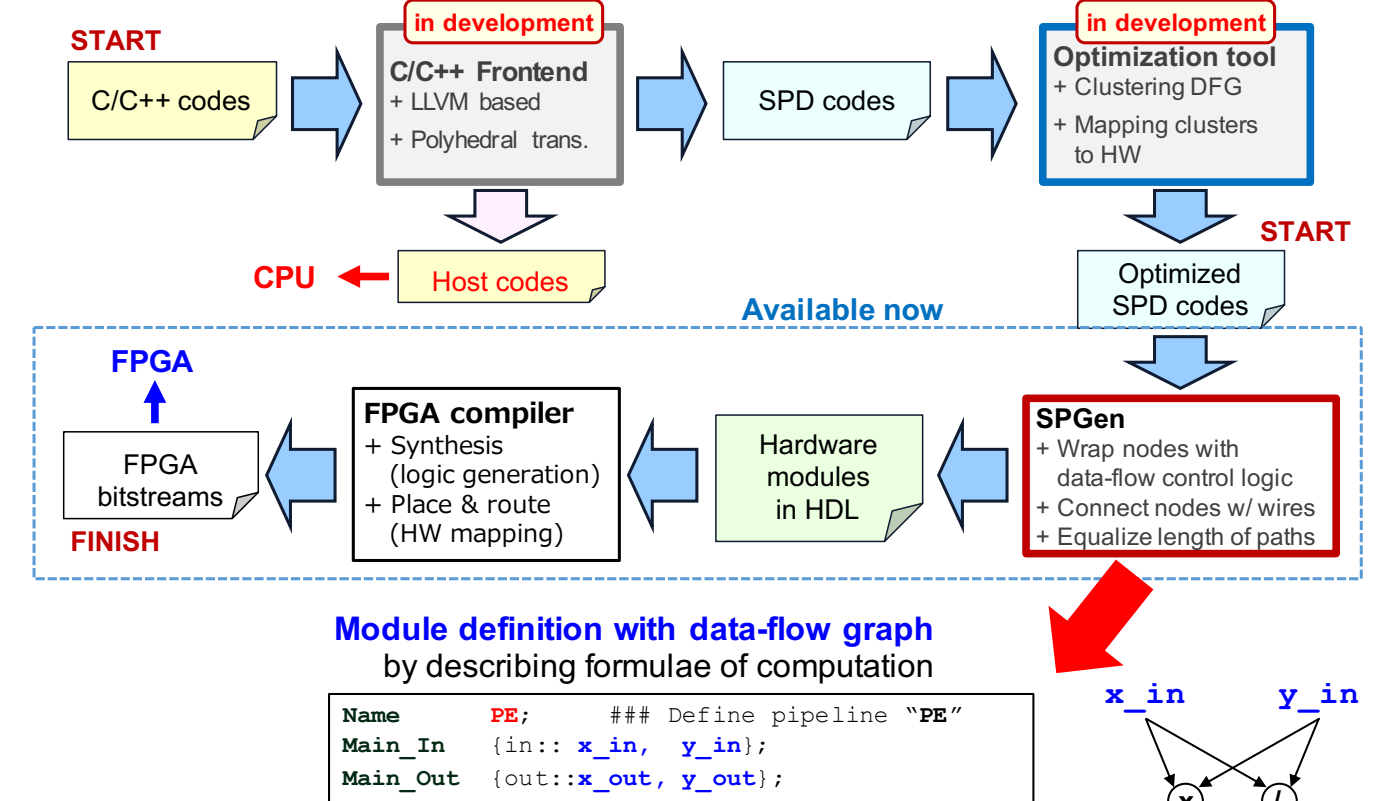 START
C/C++ codes
in development
C/C++ Frontend
+ LLVM based
+ Polyhedral trans.
SPD codes
in development
Optimization tool
+ Clustering DFG
+ Mapping clusters
to HW
CPU
Host codes
START
Optimized
SPD codes
Available now
FPGA
FPGA
bitstreams
FINISH
FPGA compiler
+ Synthesis
(logic generation)
+ Place & route
(HW mapping)
Hardware
modules
in HDL
SPGen
+ Wrap nodes with
data-flow control logic
+ Connect nodes w/ wires
+ Equalize length of paths
Module definition with data-flow graph
by describing formulae of computation
Name PE; ### Define pipeline “PE”
Main_In {in:: x_in, y_in};
Main_Out {out::x_out, y_out};
x_in y_in